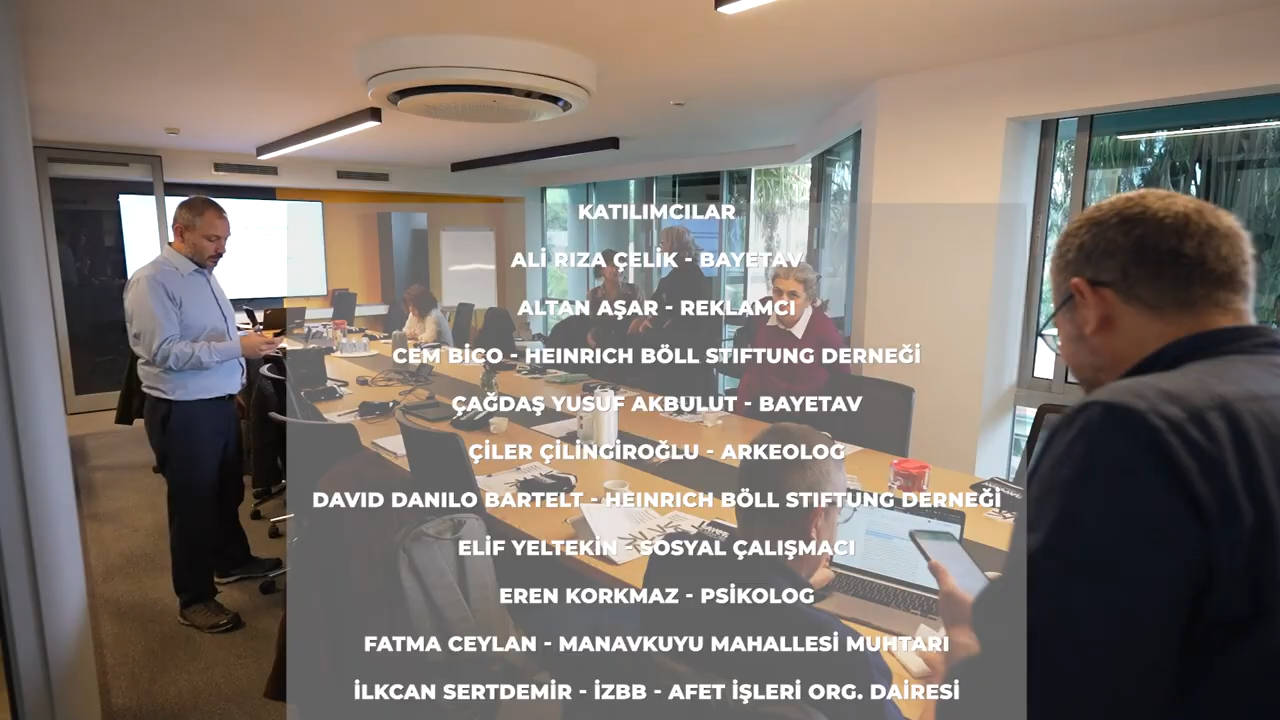 KATILIMCILAR
ALİ RIZA ÇELİK - BAYETAV
ALTAN AŞAR - REKLAMCI
CEM BİCO - HEINRICH BÖLL STIFTUNG DERNEĞİ
ÇAĞDAŞ YUSUF AKBULUT - BAYETAV
ÇİLER ÇİLİNGİROĞLU - ARKEOLOG
DAVID DANILO BARTELT - HEINRICH BÖLL STIFTUNG DERNEĞİ
ELİF YELTEKİN - SOSYAL ÇALIŞMACI
EREN KORKMAZ - PSİKOLOG
FATMA CEYLAN - MANAVKUYU MAHALLESİ MUHTARI
İLKCAN SERTDEMİR - İZBB - AFET İŞLERİ ORG. DAİRESİ